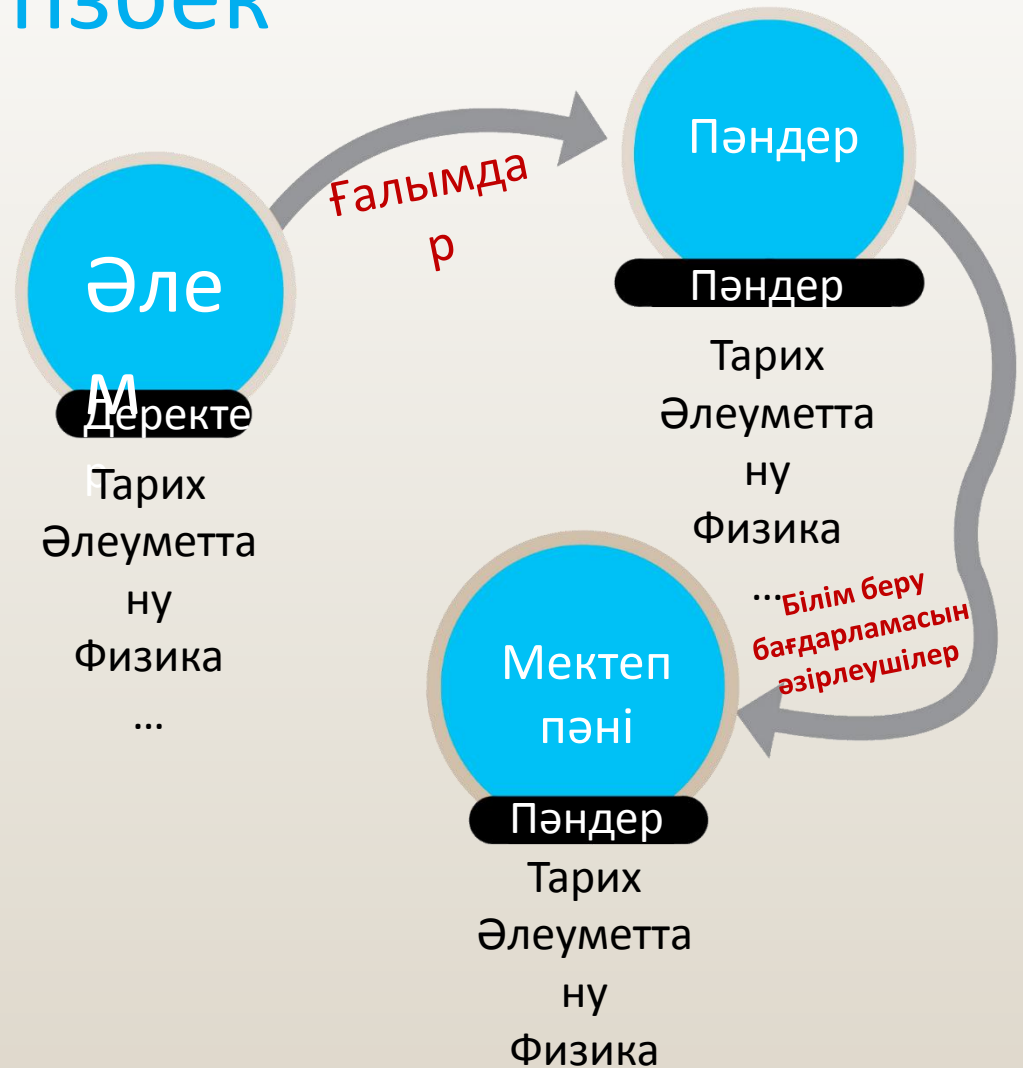 Ғалымда
р
Пәндер
Пәндер
Тарих
Әлеуметта
ну
Физика
...
Әле
м
Деректе
р
Тарих
Әлеуметта
ну
Физика
...
Білім беру
бағдарламасын
әзірлеушілер
Мектеп
пәні
Пәндер
Тарих
Әлеуметта
ну
Физика